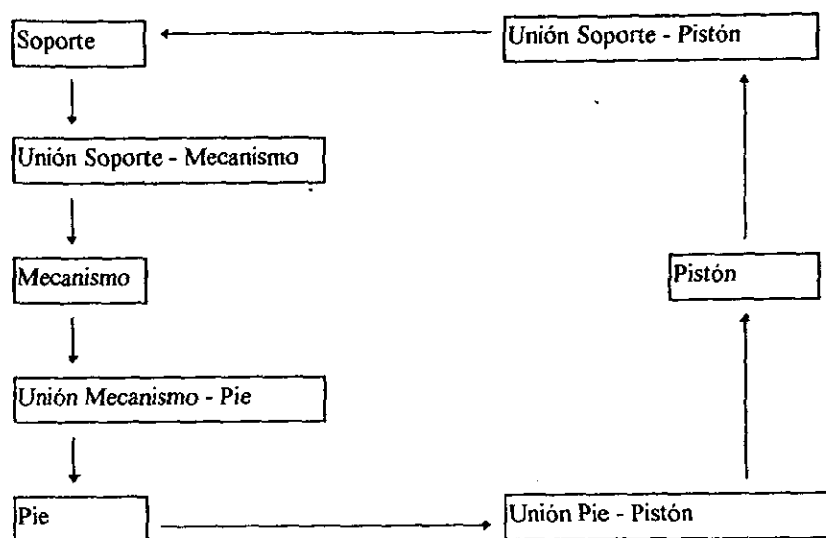 Soporte
Unión Soporte - Pistón
Unión Soporte - Mecanismo
Mecanismo
Pistón
Unión Mecanismo - Pie
Pie
Unión Pie - Pistón